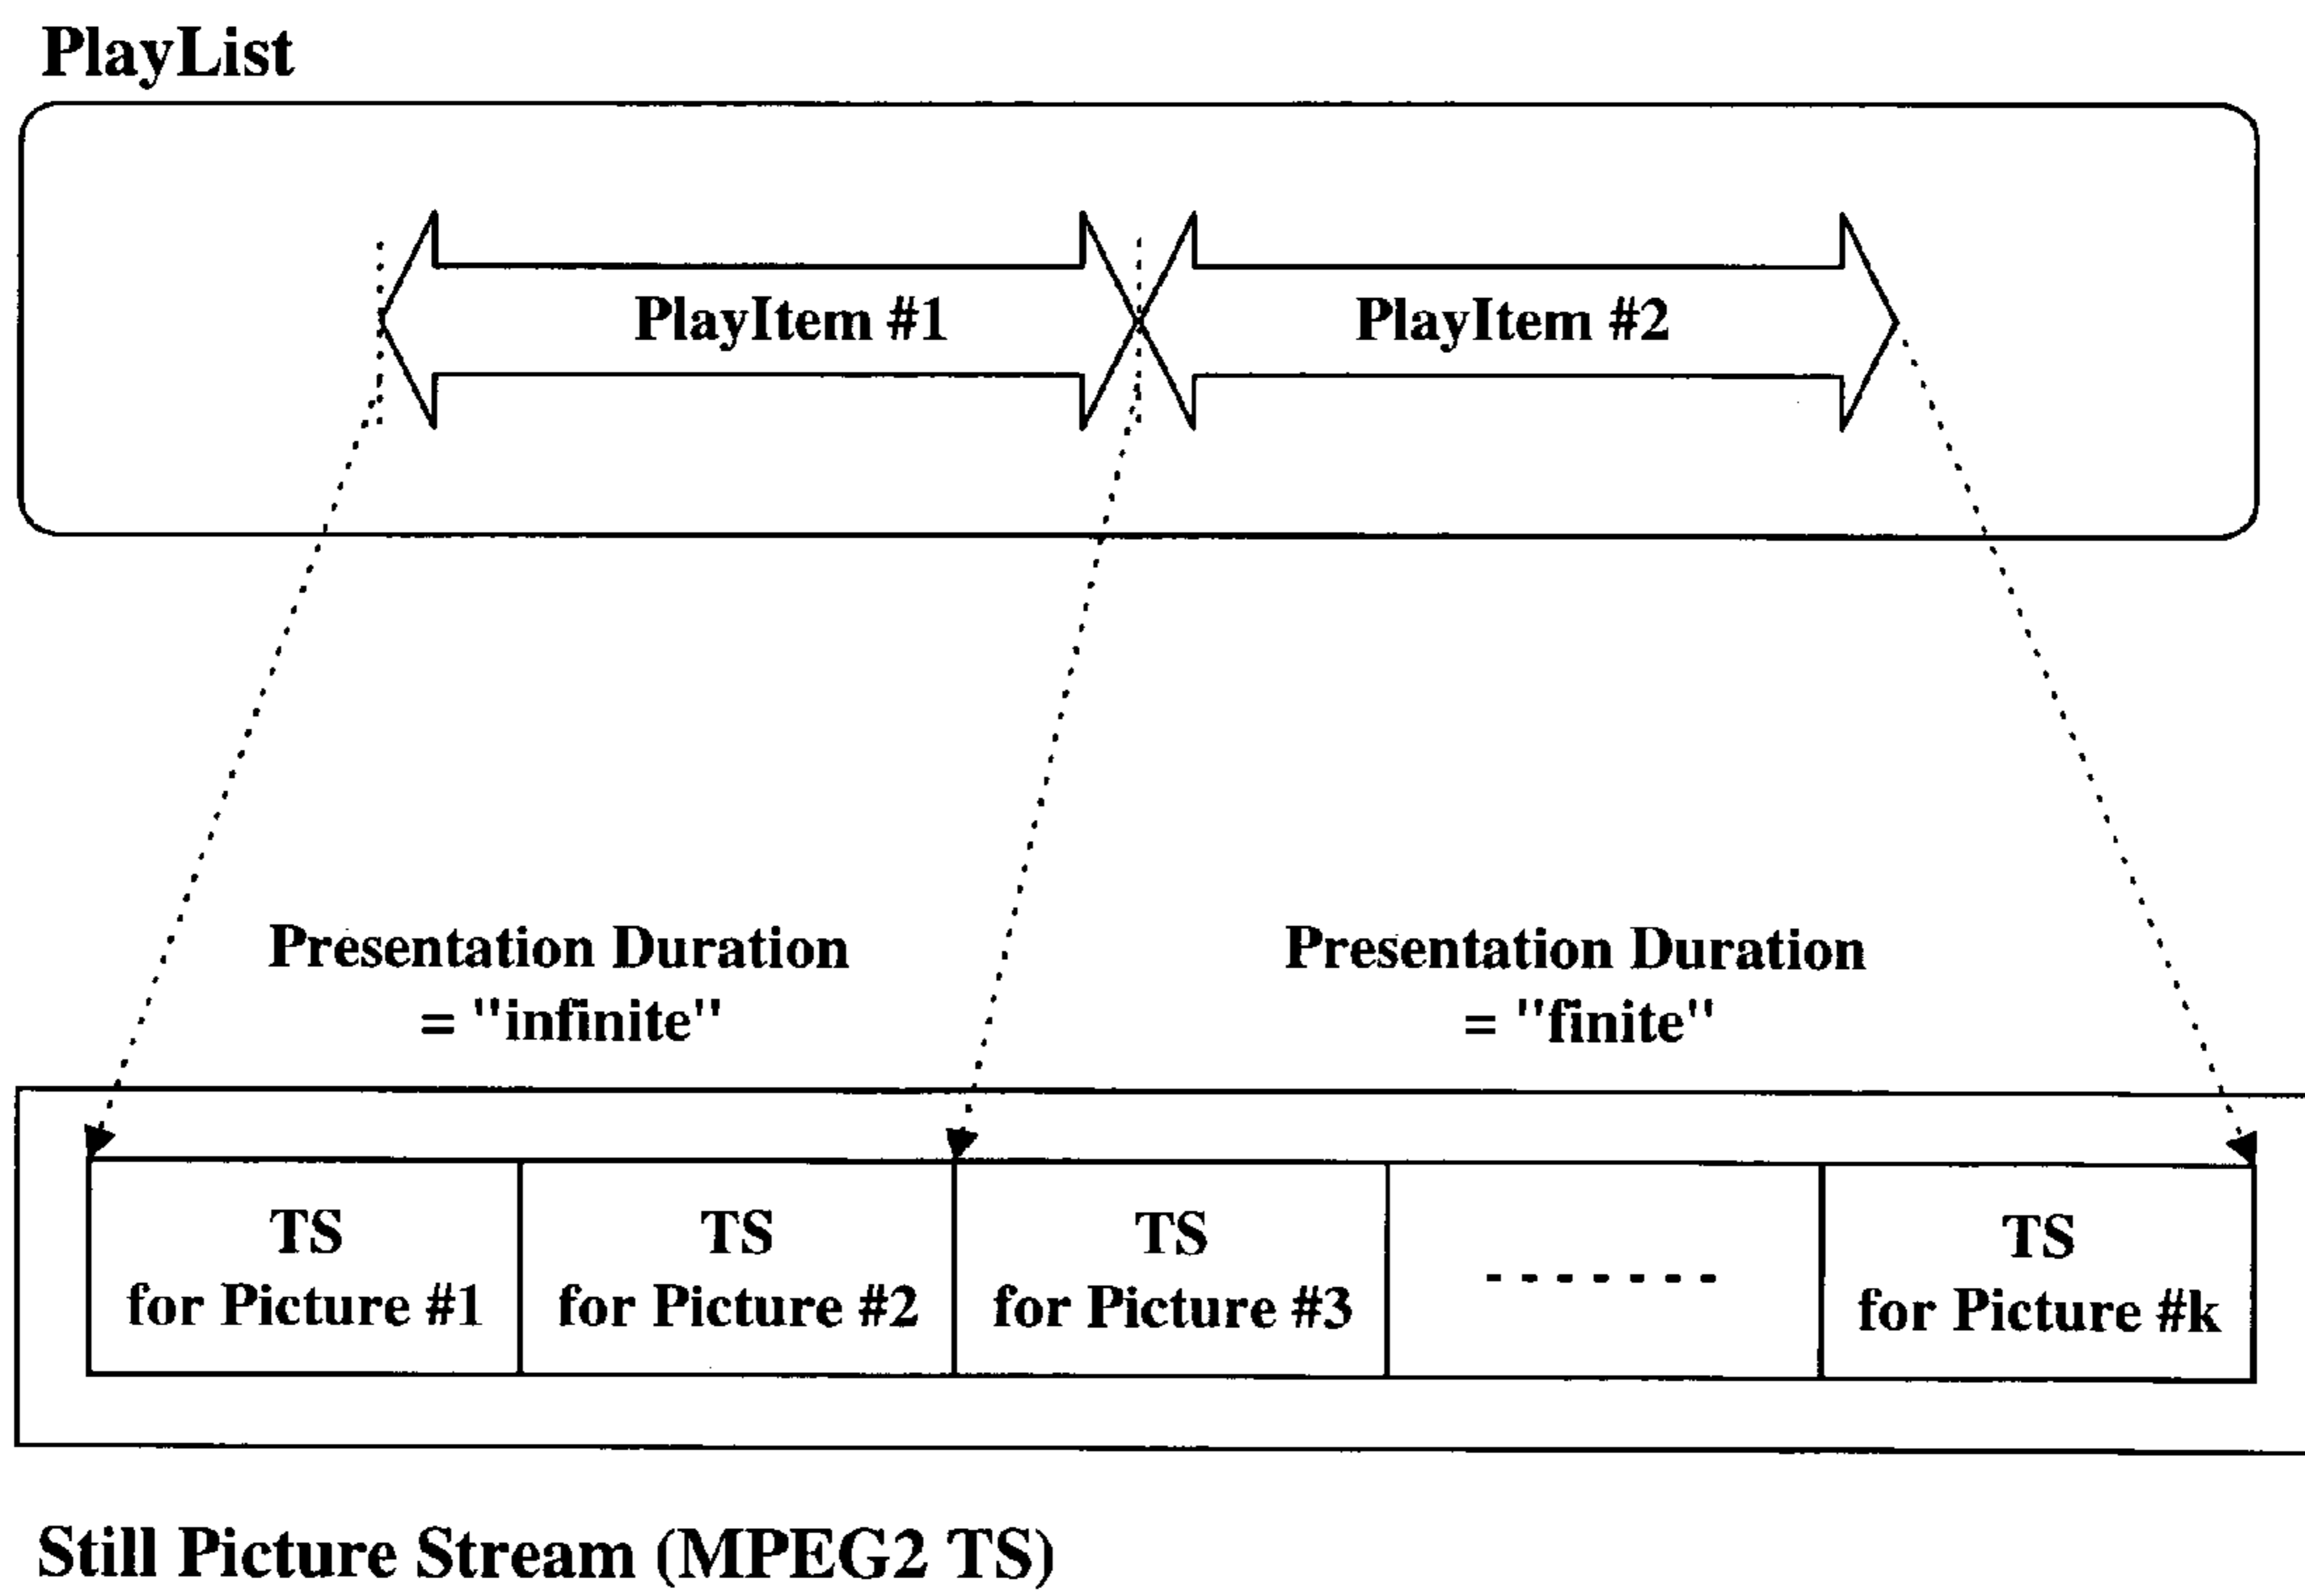 PlayList
PlayItem #1
PlayItem #2
Presentation Duration
= "infinite"
Presentation Duration
= "finite"
TS
for Picture #1
TS
for Picture #2
TS
for Picture #3
-------
TS
for Picture #k
Still Picture Stream (MPEG2 TS)